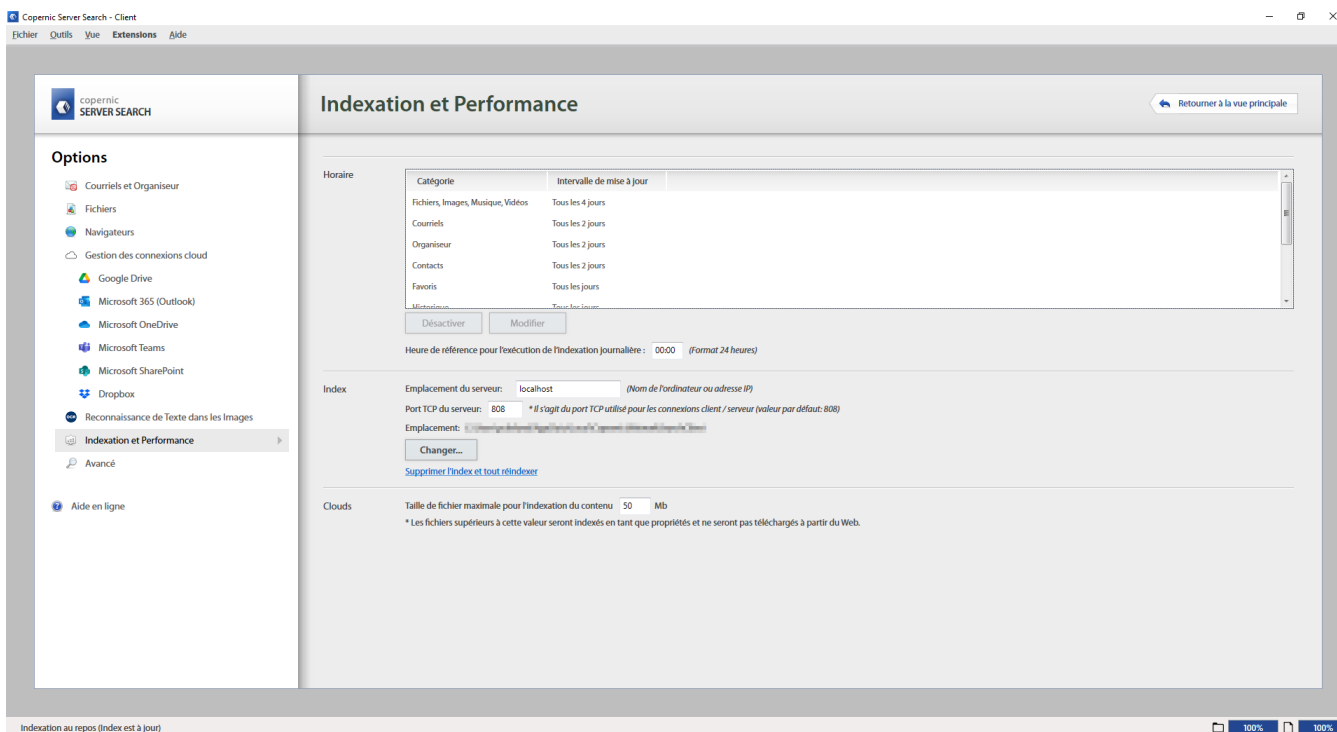 Copernic Server Search - Client
Fichier Outils Vue Extensions Aide
copernic
SERVER SEARCH
Indexation et Performance
Retourner à la vue principale
Options
Courriels et Organiseur
Fichiers
Navigateurs
Gestion des connexions cloud
Google Drive
Microsoft 365 (Outlook)
Microsoft OneDrive
Microsoft Teams
Microsoft SharePoint
Dropbox
OCR Reconnaissance de Texte dans les Images
Indexation et Performance
Avancé
Aide en ligne
Horaire
Catégorie Intervalle de mise à jour
Fichiers, Images, Musique, Vidéos Tous les 4 jours
Courriels Tous les 2 jours
Organiseur Tous les 2 jours
Contacts Tous les 2 jours
Favoris Tous les jours
Historique Tous les jours
Désactiver Modifier
Heure de référence pour l'exécution de l'indexation journalière : 00:00 (Format 24 heures)
Index
Emplacement du serveur: localhost (Nom de l'ordinateur ou adresse IP)
Port TCP du serveur: 808 * Il s'agit du port TCP utilisé pour les connexions client / serveur (valeur par défaut: 808)
Emplacement:
Changer...
Supprimer l'index et tout réindexer
Clouds
Taille de fichier maximale pour l'indexation du contenu 50 Mb
* Les fichiers supérieurs à cette valeur seront indexés en tant que propriétés et ne seront pas téléchargés à partir du Web.
Indexation au repos (Index est à jour)
100% 100%